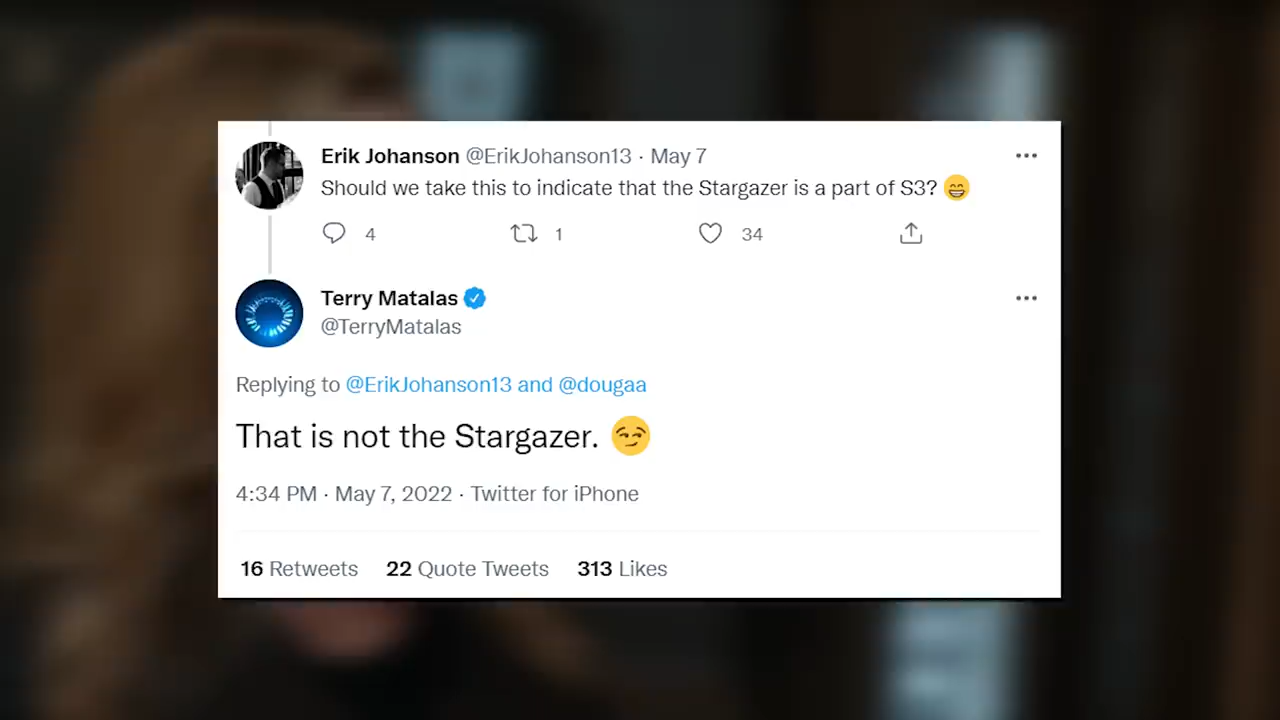 Erik Johanson @ErikJohanson13 · May 7
Should we take this to indicate that the Stargazer is a part of S3? 😁
4 1 34
Terry Matalas
@TerryMatalas
Replying to @ErikJohanson13 and @dougaa
That is not the Stargazer. 😏
4:34 PM · May 7, 2022 · Twitter for iPhone
16 Retweets 22 Quote Tweets 313 Likes